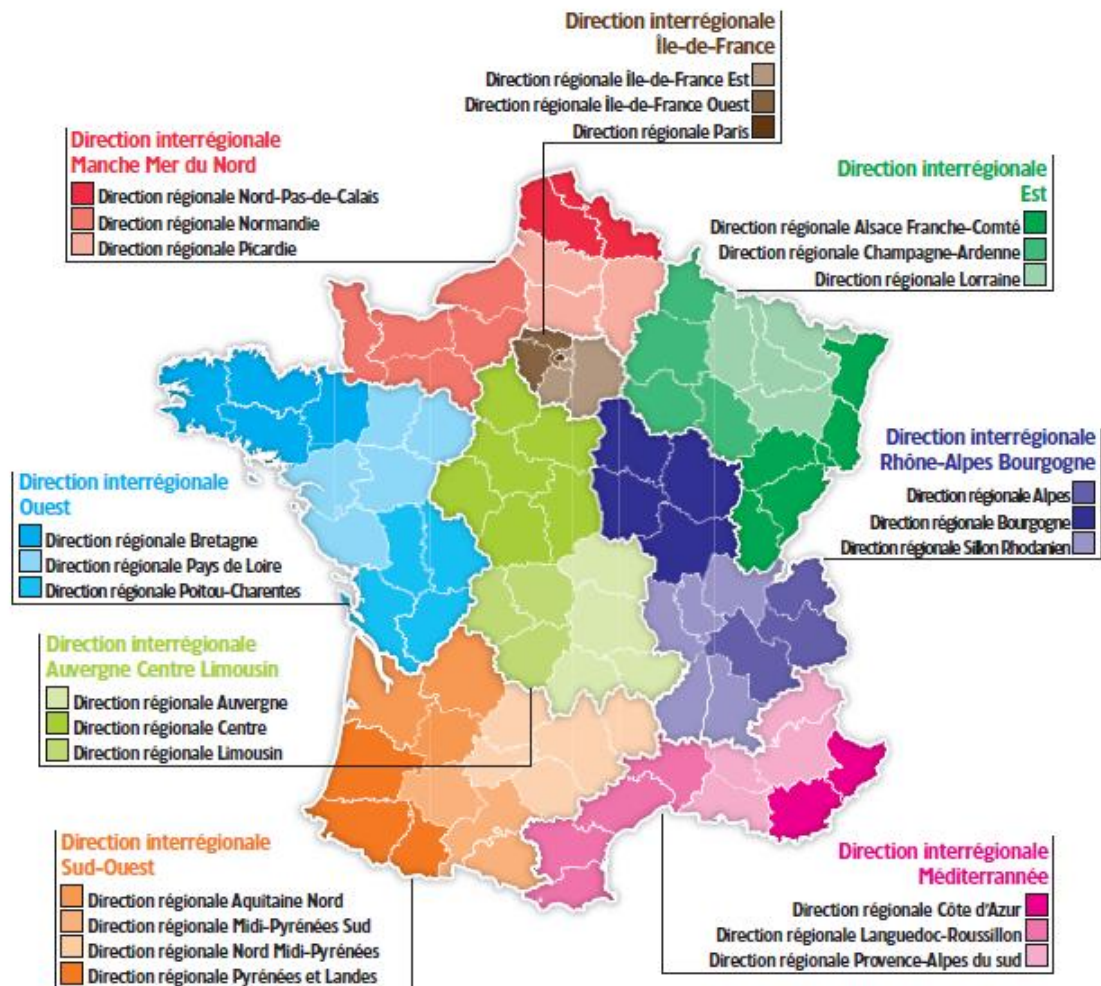 Direction interrégionale
Île-de-France
Direction régionale Île-de-France Est
Direction régionale Île-de-France Ouest
Direction régionale Paris
Direction interrégionale
Manche Mer du Nord
Direction régionale Nord-Pas-de-Calais
Direction régionale Normandie
Direction régionale Picardie
Direction interrégionale
Est
Direction régionale Alsace Franche-Comté
Direction régionale Champagne-Ardenne
Direction régionale Lorraine
Direction interrégionale
Rhône-Alpes Bourgogne
Direction régionale Alpes
Direction régionale Bourgogne
Direction régionale Sillon Rhodanien
Direction interrégionale
Ouest
Direction régionale Bretagne
Direction régionale Pays de Loire
Direction régionale Poitou-Charentes
Direction interrégionale
Auvergne Centre Limousin
Direction régionale Auvergne
Direction régionale Centre
Direction régionale Limousin
Direction interrégionale
Sud-Ouest
Direction régionale Aquitaine Nord
Direction régionale Midi-Pyrénées Sud
Direction régionale Nord Midi-Pyrénées
Direction régionale Pyrénées et Landes
Direction interrégionale
Méditerrannée
Direction régionale Côte d'Azur
Direction régionale Languedoc-Roussillon
Direction régionale Provence-Alpes du sud